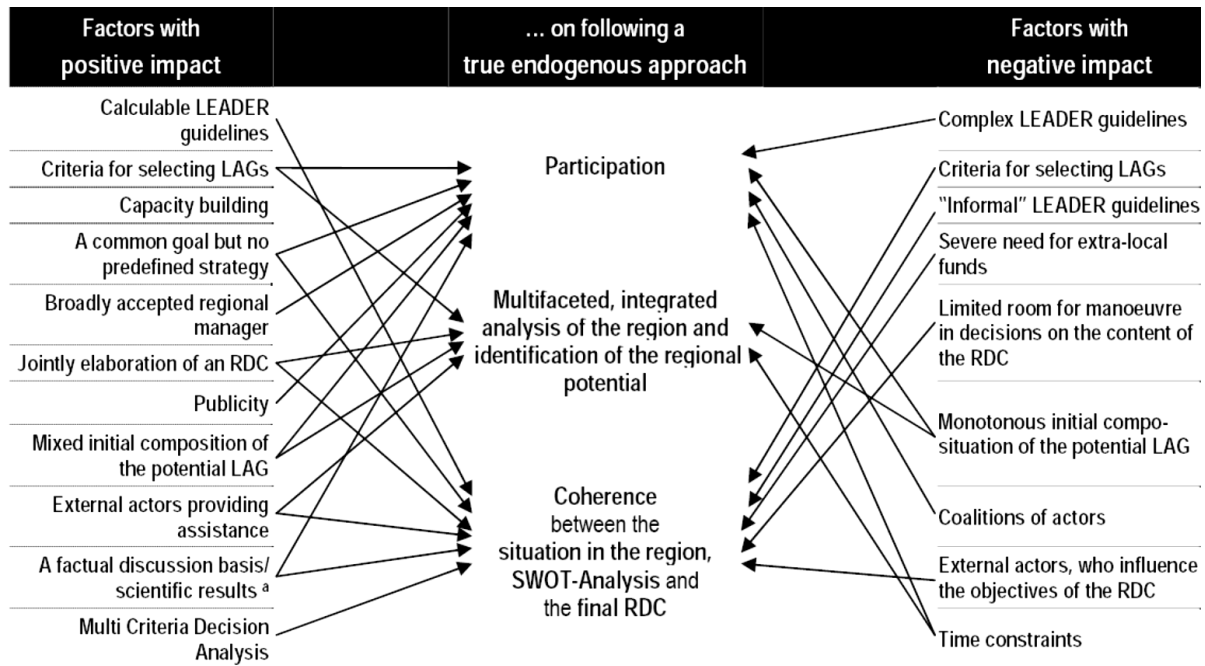 Factors with
positive impact
… on following a
true endogenous approach
Factors with
negative impact
Calculable LEADER
guidelines
Criteria for selecting LAGs
Capacity building
A common goal but no
predefined strategy
Broadly accepted regional
manager
Jointly elaboration of an RDC
Publicity
Mixed initial composition of
the potential LAG
External actors providing
assistance
A factual discussion basis/
scientific results a
Multi Criteria Decision
Analysis
Participation
Multifaceted, integrated
analysis of the region and
identification of the regional
potential
Coherence
between the
situation in the region,
SWOT-Analysis and
the final RDC
Complex LEADER guidelines
Criteria for selecting LAGs
“Informal” LEADER guidelines
Severe need for extra-local
funds
Limited room for manoeuvre
in decisions on the content of
the RDC
Monotonous initial compo-
situation of the potential LAG
Coalitions of actors
External actors, who influence
the objectives of the RDC
Time constraints